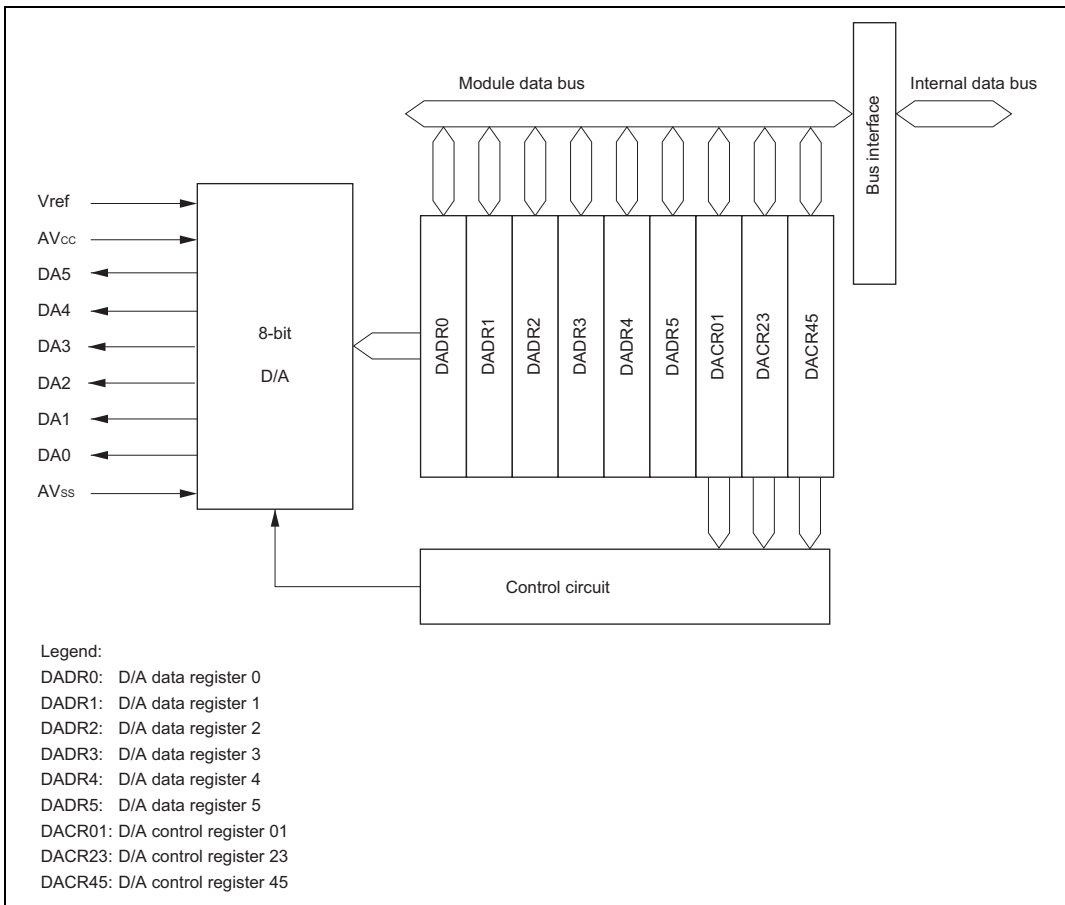 Module data bus
Internal data bus
Bus interface
Vref
AVcc
DA5
DA4
DA3
DA2
DA1
DA0
AVss
8-bit
D/A
DADR0
DADR1
DADR2
DADR3
DADR4
DADR5
DACR01
DACR23
DACR45
Control circuit
Legend:
DADR0: D/A data register 0
DADR1: D/A data register 1
DADR2: D/A data register 2
DADR3: D/A data register 3
DADR4: D/A data register 4
DADR5: D/A data register 5
DACR01: D/A control register 01
DACR23: D/A control register 23
DACR45: D/A control register 45